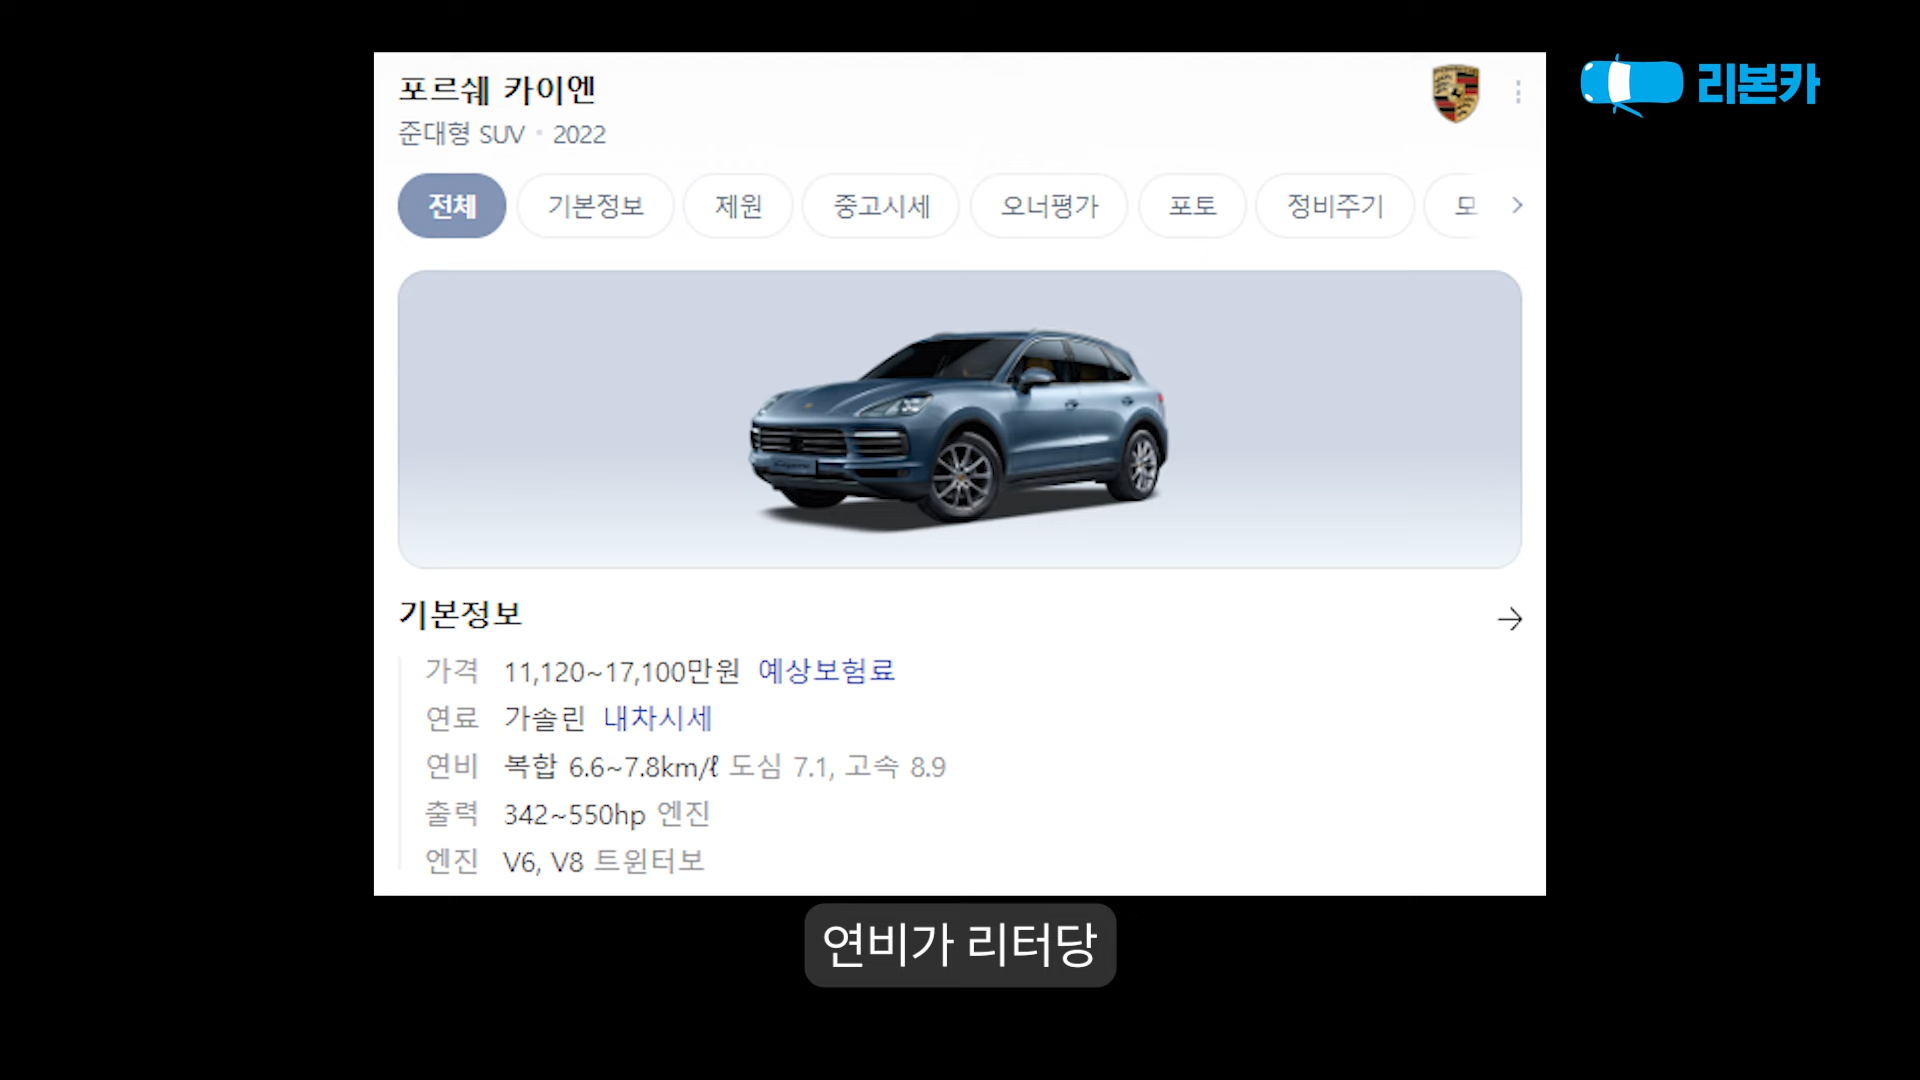 포르쉐 카이엔
리본카
준대형 SUV · 2022
전체 기본정보 제원 중고시세 오너평가 포토 정비주기 모
기본정보
가격 11,120~17,100만원 예상보험료
연료 가솔린 내차시세
연비 복합 6.6~7.8km/ℓ 도심 7.1, 고속 8.9
출력 342~550hp 엔진
엔진 V6, V8 트윈터보
연비가 리터당